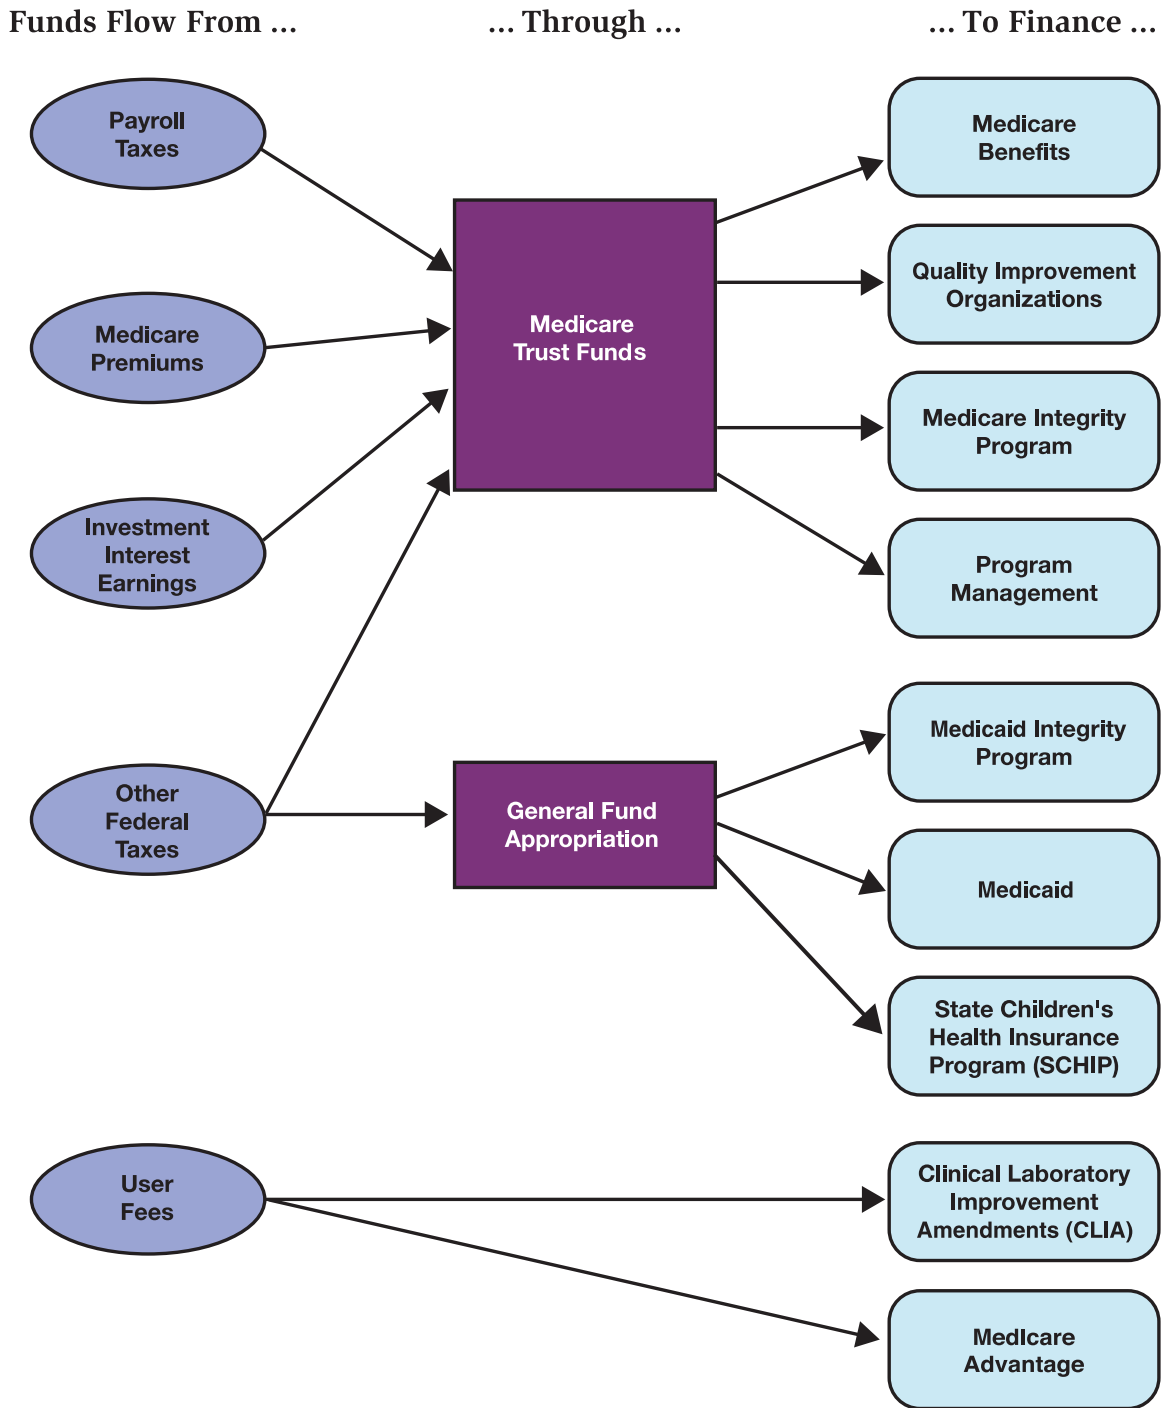 Funds Flow From ...
... Through ...
... To Finance ...
Payroll
Taxes
Medicare
Premiums
Investment
Interest
Earnings
Other
Federal
Taxes
User
Fees
Medicare
Trust Funds
General Fund
Appropriation
Medicare
Benefits
Quality Improvement
Organizations
Medicare Integrity
Program
Program
Management
Medicaid Integrity
Program
Medicaid
State Children's
Health Insurance
Program (SCHIP)
Clinical Laboratory
Improvement
Amendments (CLIA)
MedIcare
Advantage